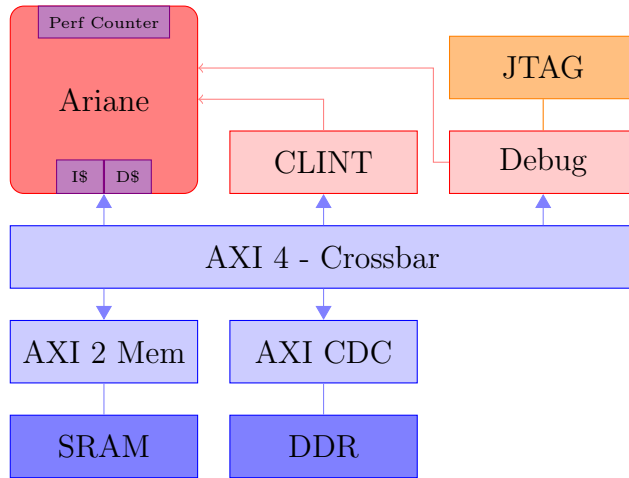 Perf Counter
Ariane
JTAG
I$ D$
CLINT
Debug
AXI 4 - Crossbar
AXI 2 Mem
AXI CDC
SRAM
DDR